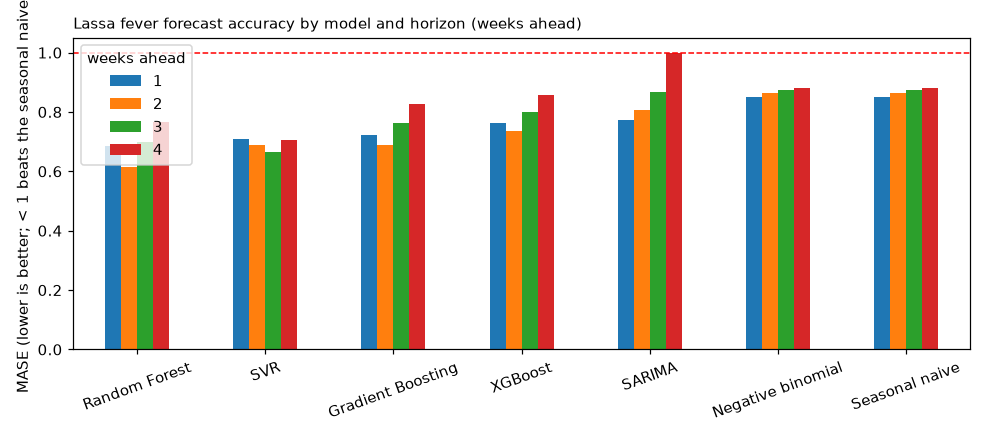 Lassa fever forecast accuracy by model and horizon (weeks ahead)
MASE (lower is better; < 1 beats the seasonal naive
1.0
0.8
0.6
0.4
0.2
0.0
weeks ahead
1
2
3
4
Random Forest
SVR
Gradient Boosting
XGBoost
SARIMA
Negative binomial
Seasonal naive